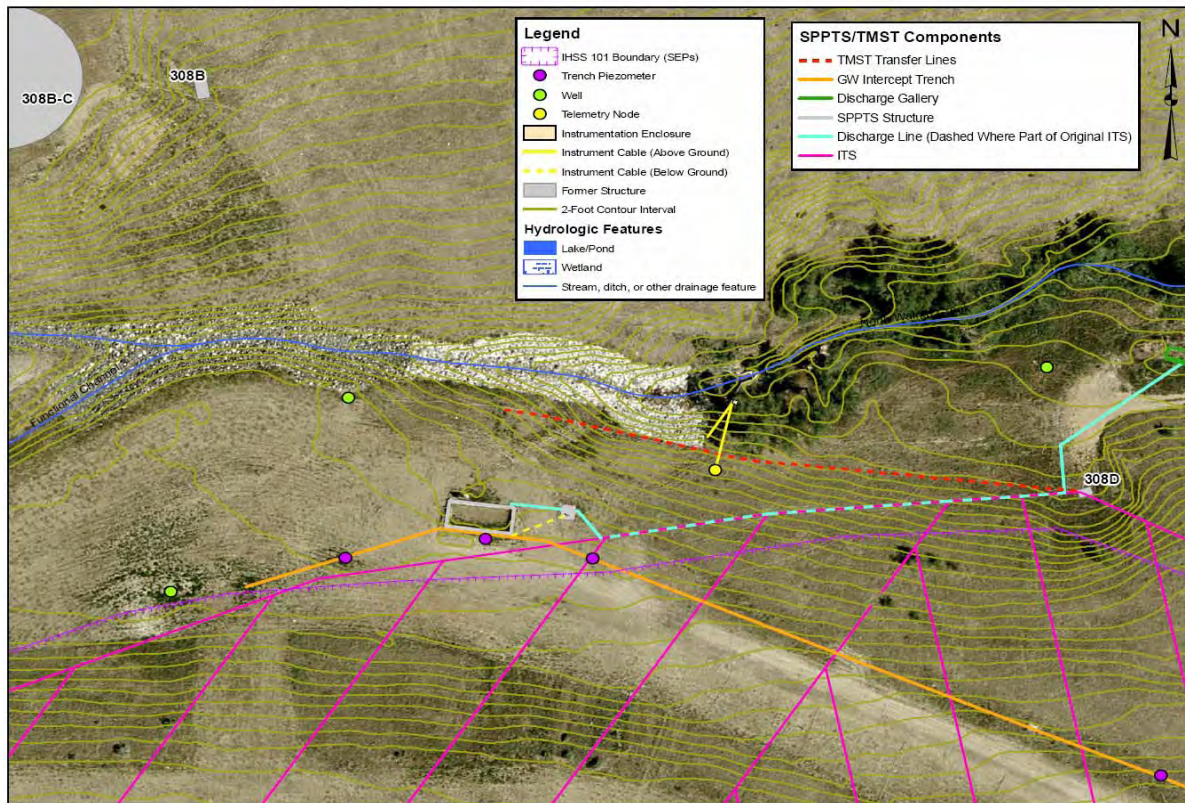 308B
308B-C
Legend
IHSS 101 Boundary (SEPs)
Trench Piezometer
Well
Telemetry Node
Instrumentation Enclosure
Instrument Cable (Above Ground)
Instrument Cable (Below Ground)
Former Structure
2-Foot Contour Interval
Hydrologic Features
Lake/Pond
Wetland
Stream, ditch, or other drainage feature
SPPTS/TMST Components
TMST Transfer Lines
GW Intercept Trench
Discharge Gallery
SPPTS Structure
Discharge Line (Dashed Where Part of Original ITS)
ITS
N
Functional Channel
308D